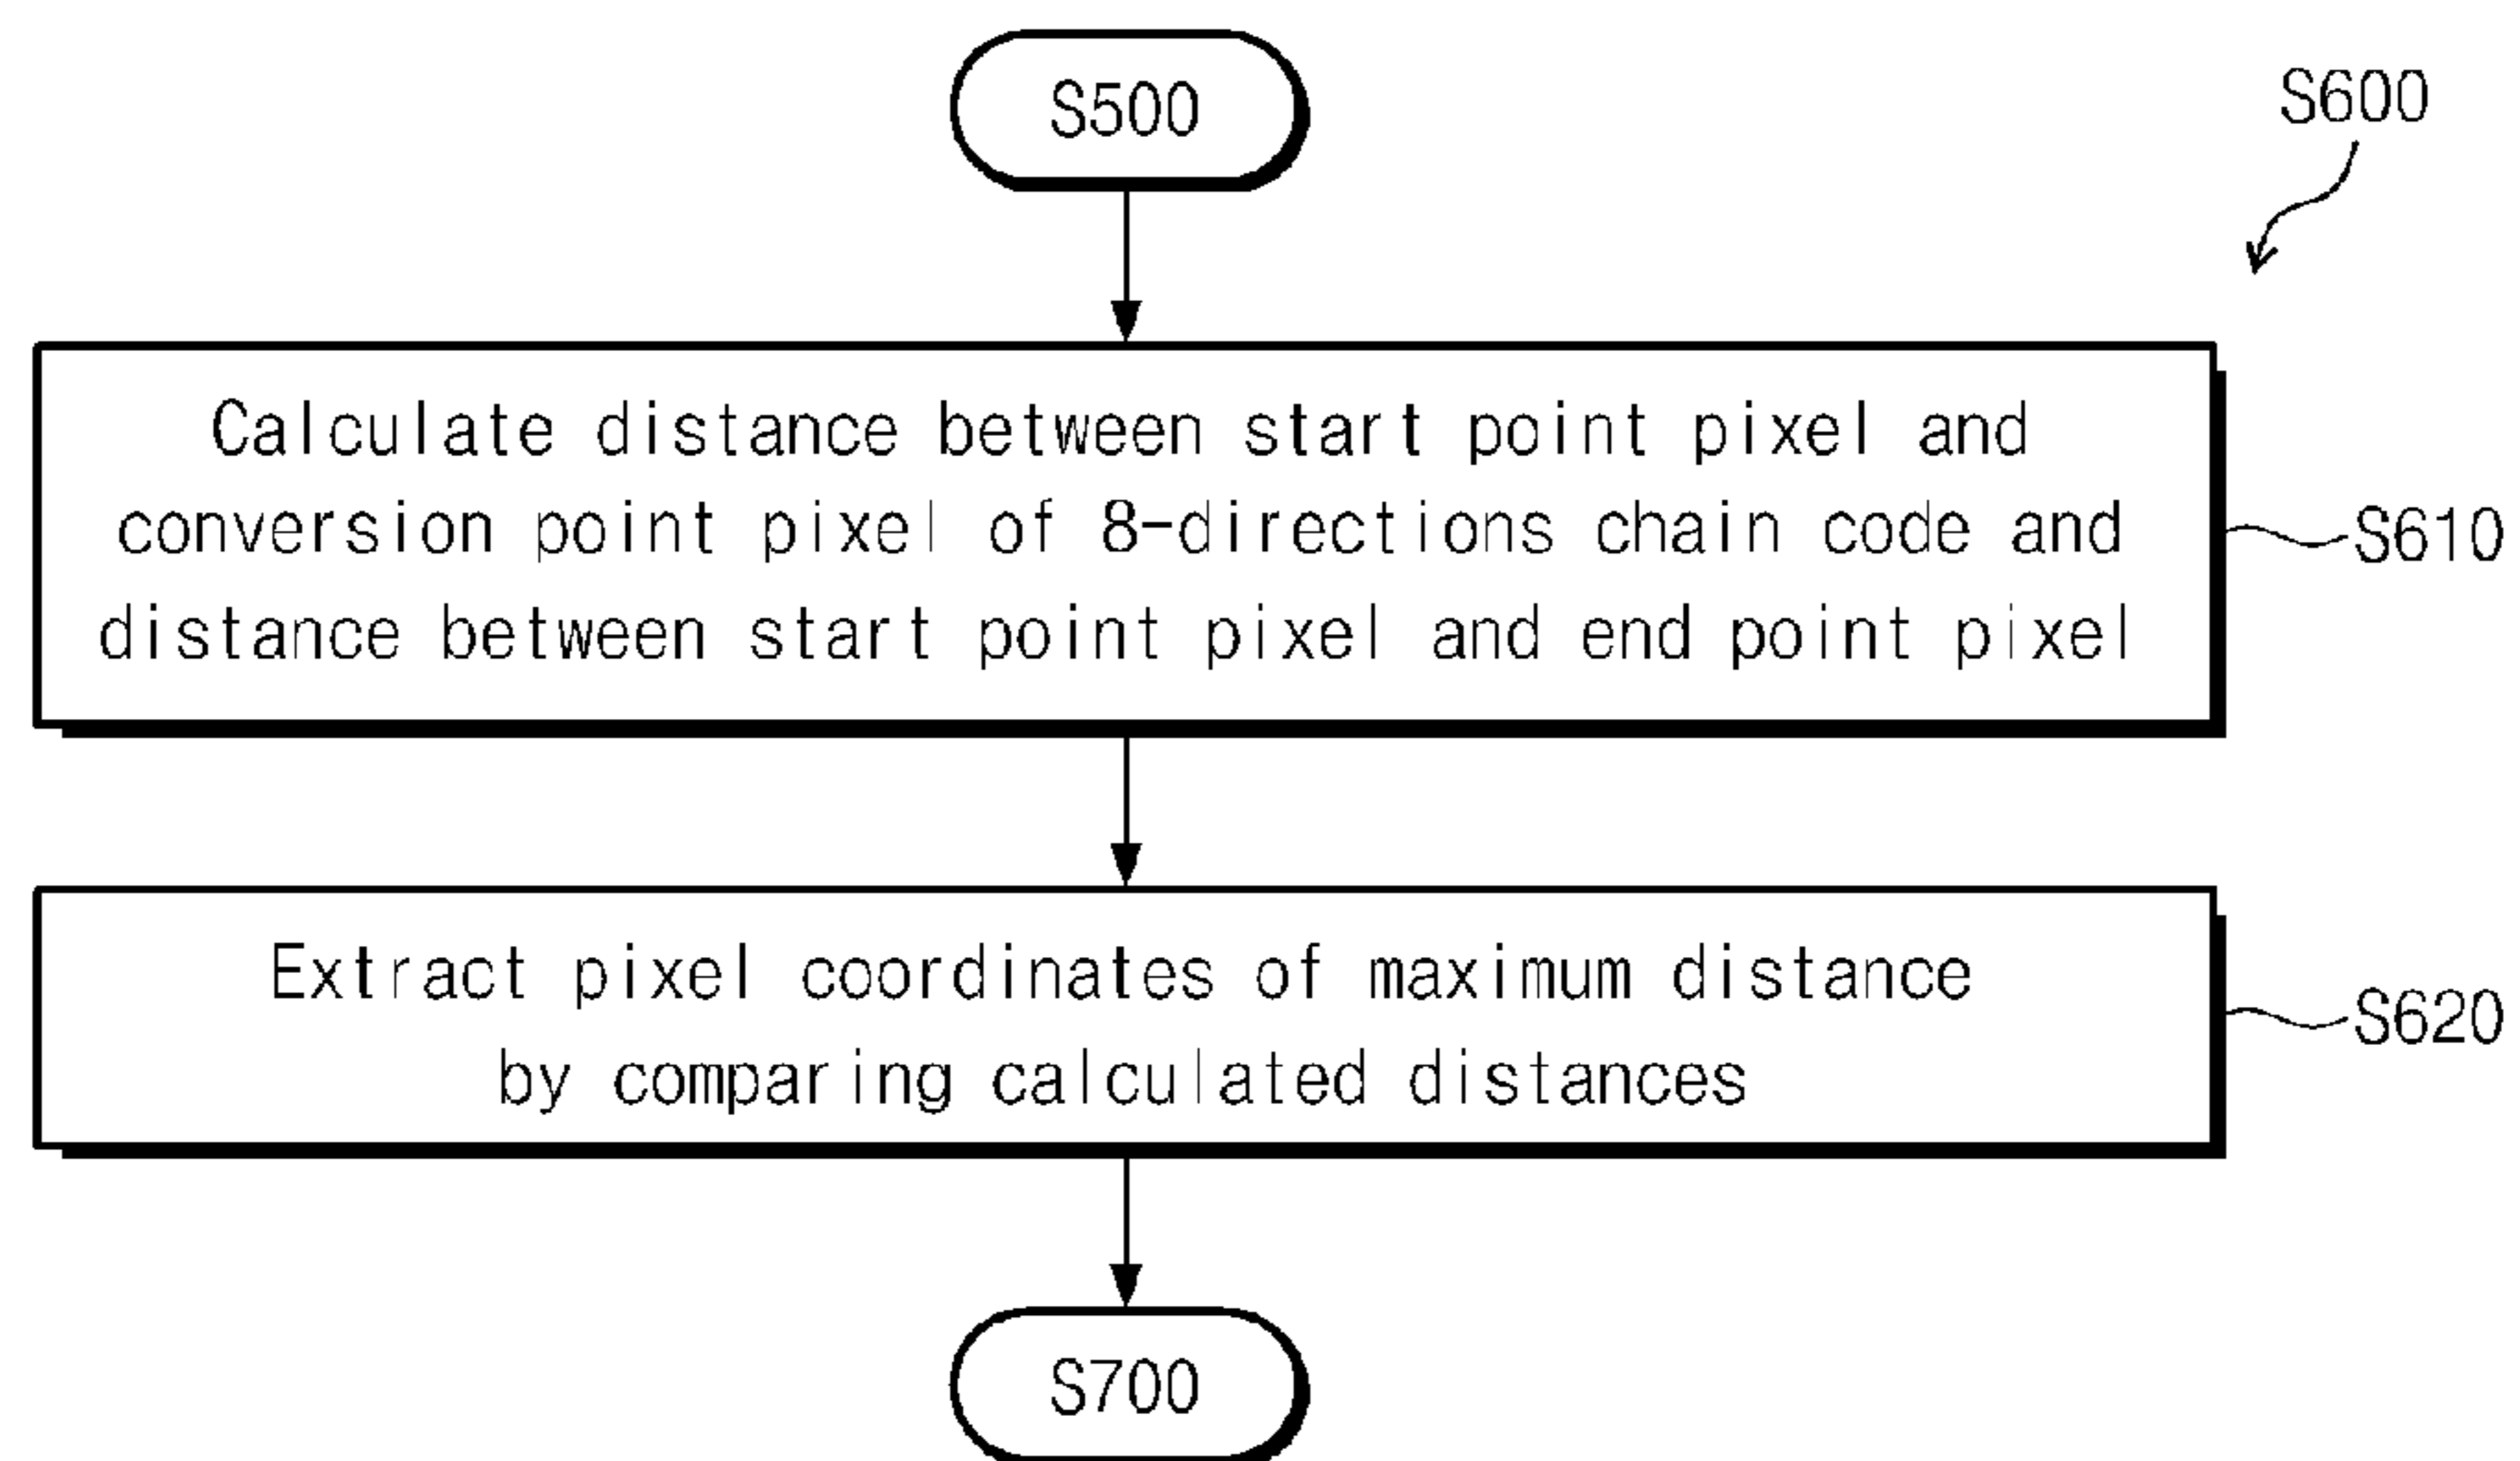 S500
S600
Calculate distance between start point pixel and
conversion point pixel of 8-directions chain code and
distance between start point pixel and end point pixel
S610
Extract pixel coordinates of maximum distance
by comparing calculated distances
S620
S700